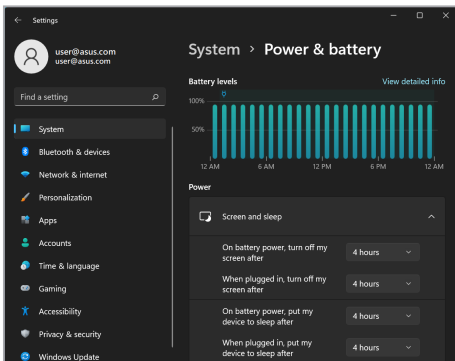 Settings
user@asus.com
user@asus.com
Find a setting
System
Bluetooth & devices
Network & internet
Personalization
Apps
Accounts
Time & language
Gaming
Accessibility
Privacy & security
Windows Update
System > Power & battery
Battery levels
View detailed info
100%
50%
12 AM 6 AM 12 PM 6 PM 12 AM
Power
Screen and sleep
On battery power, turn off my
screen after
4 hours
When plugged in, turn off my
screen after
4 hours
On battery power, put my
device to sleep after
4 hours
When plugged in, put my
device to sleep after
4 hours